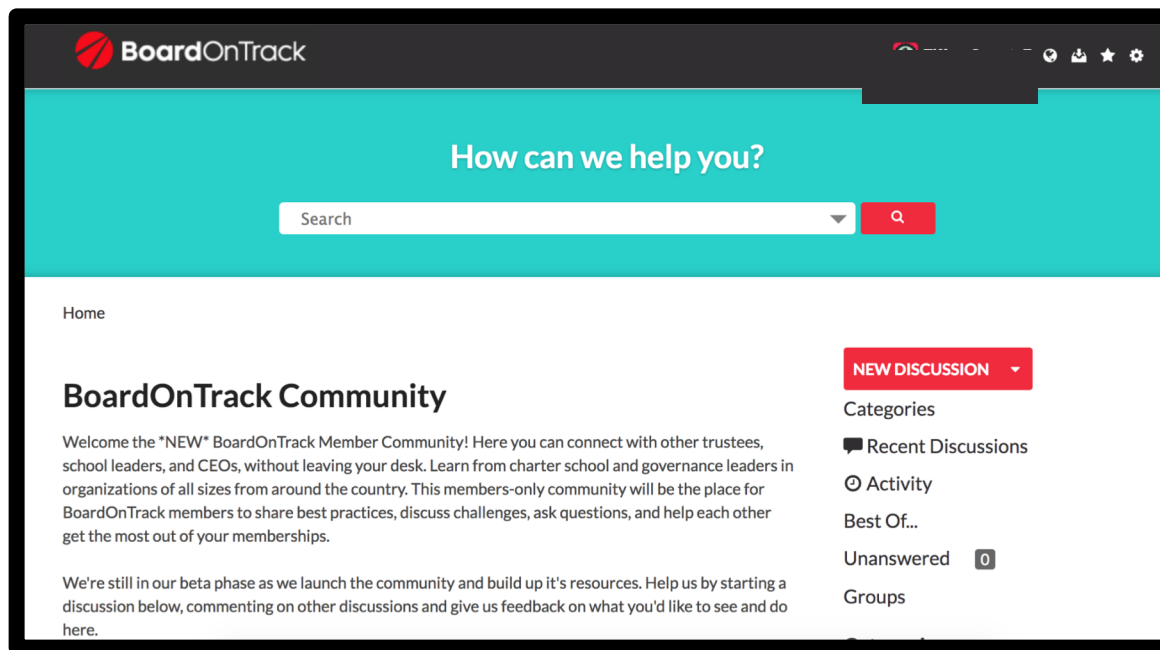 BoardOnTrack
How can we help you?
Search
Home
NEW DISCUSSION
BoardOnTrack Community
Categories
Welcome the *NEW* BoardOnTrack Member Community! Here you can connect with other trustees,
school leaders, and CEOs, without leaving your desk. Learn from charter school and governance leaders in
organizations of all sizes from around the country. This members-only community will be the place for
BoardOnTrack members to share best practices, discuss challenges, ask questions, and help each other
get the most out of your memberships.
We're still in our beta phase as we launch the community and build up it's resources. Help us by starting a
discussion below, commenting on other discussions and give us feedback on what you'd like to see and do
here.
Recent Discussions
Activity
Best Of...
Unanswered 0
Groups